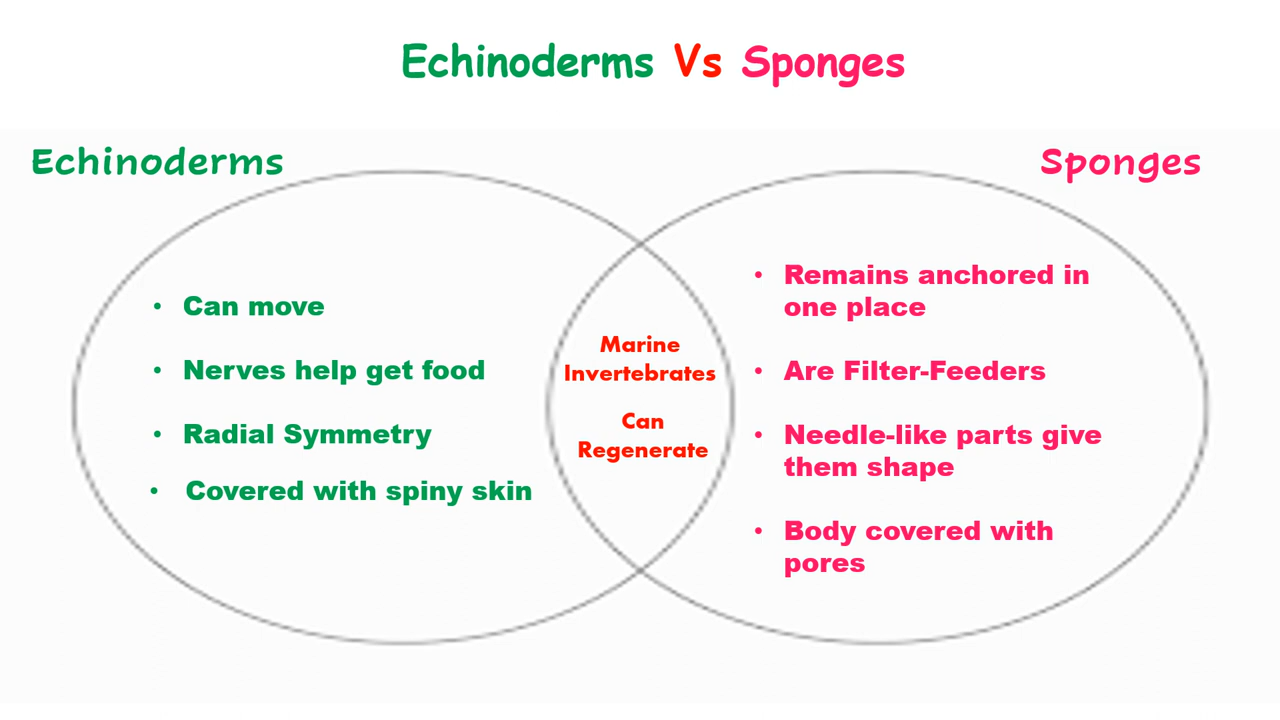 Echinoderms Vs Sponges
Echinoderms
Sponges
• Can move
• Nerves help get food
• Radial Symmetry
• Covered with spiny skin
Marine
Invertebrates
Can
Regenerate
• Remains anchored in
one place
• Are Filter-Feeders
• Needle-like parts give
them shape
• Body covered with
pores